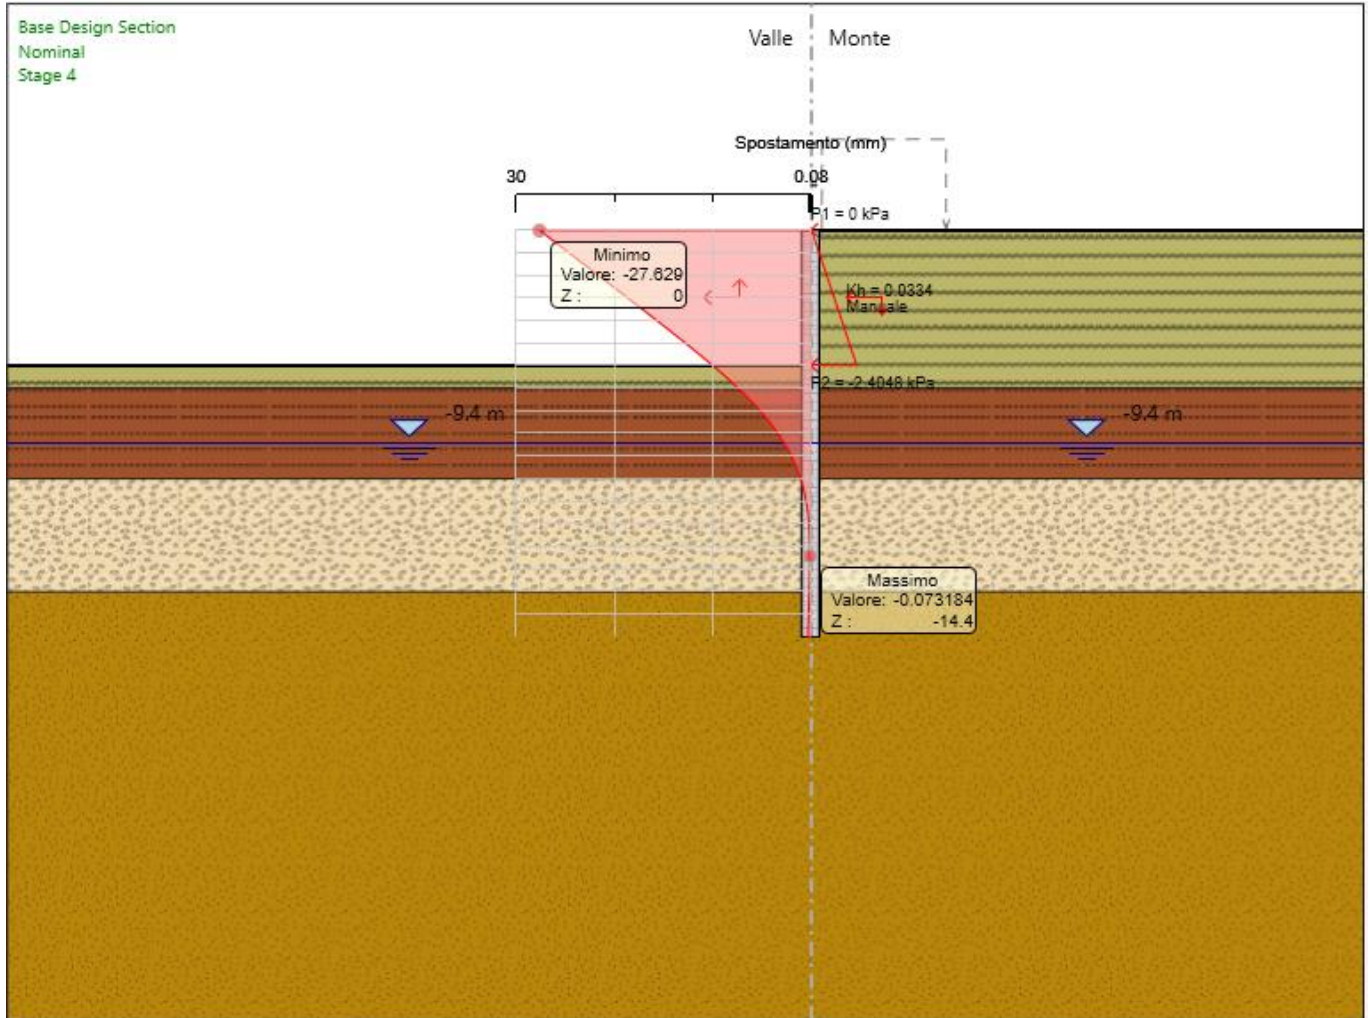 Base Design Section
Nominal
Stage 4
Valle
Monte
Spostamento (mm)
30
0.08
P1 = 0 kPa
Minimo
Valore: -27.629
Z : 0
Kh = 0.0334
Manuale
P2 = -2.4048 kPa
-9.4 m
-9.4 m
Massimo
Valore: -0.073184
Z : -14.4